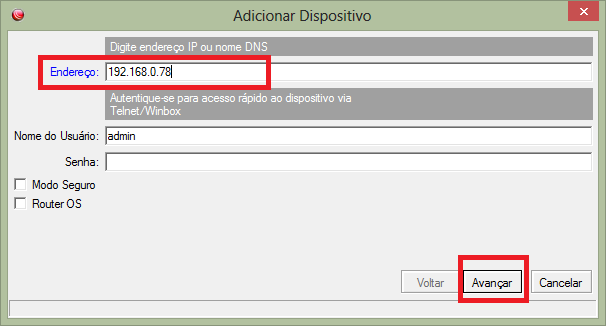 Adicionar Dispositivo
Digite endereço IP ou nome DNS
Endereço: 192.168.0.78
Autentique-se para acesso rápido ao dispositivo via
Telnet/Winbox
Nome do Usuário: admin
Senha:
Modo Seguro
Router OS
Voltar Avançar Cancelar